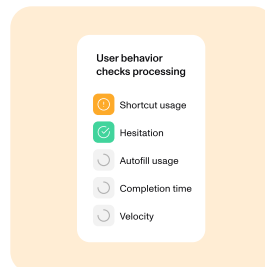 User behavior
checks processing
Shortcut usage
Hesitation
Autofill usage
Completion time
Velocity